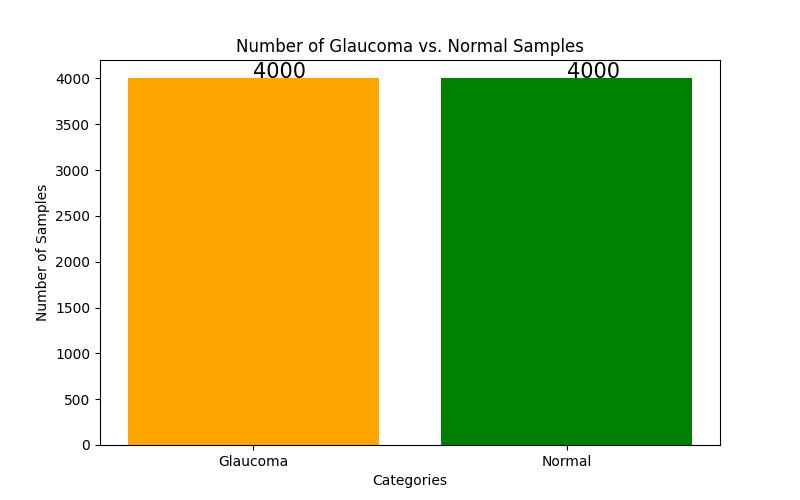 Number of Glaucoma vs. Normal Samples
4000 4000
4000
3500
3000
2500
2000
1500
1000
500
0
Number of Samples
Glaucoma Normal
Categories